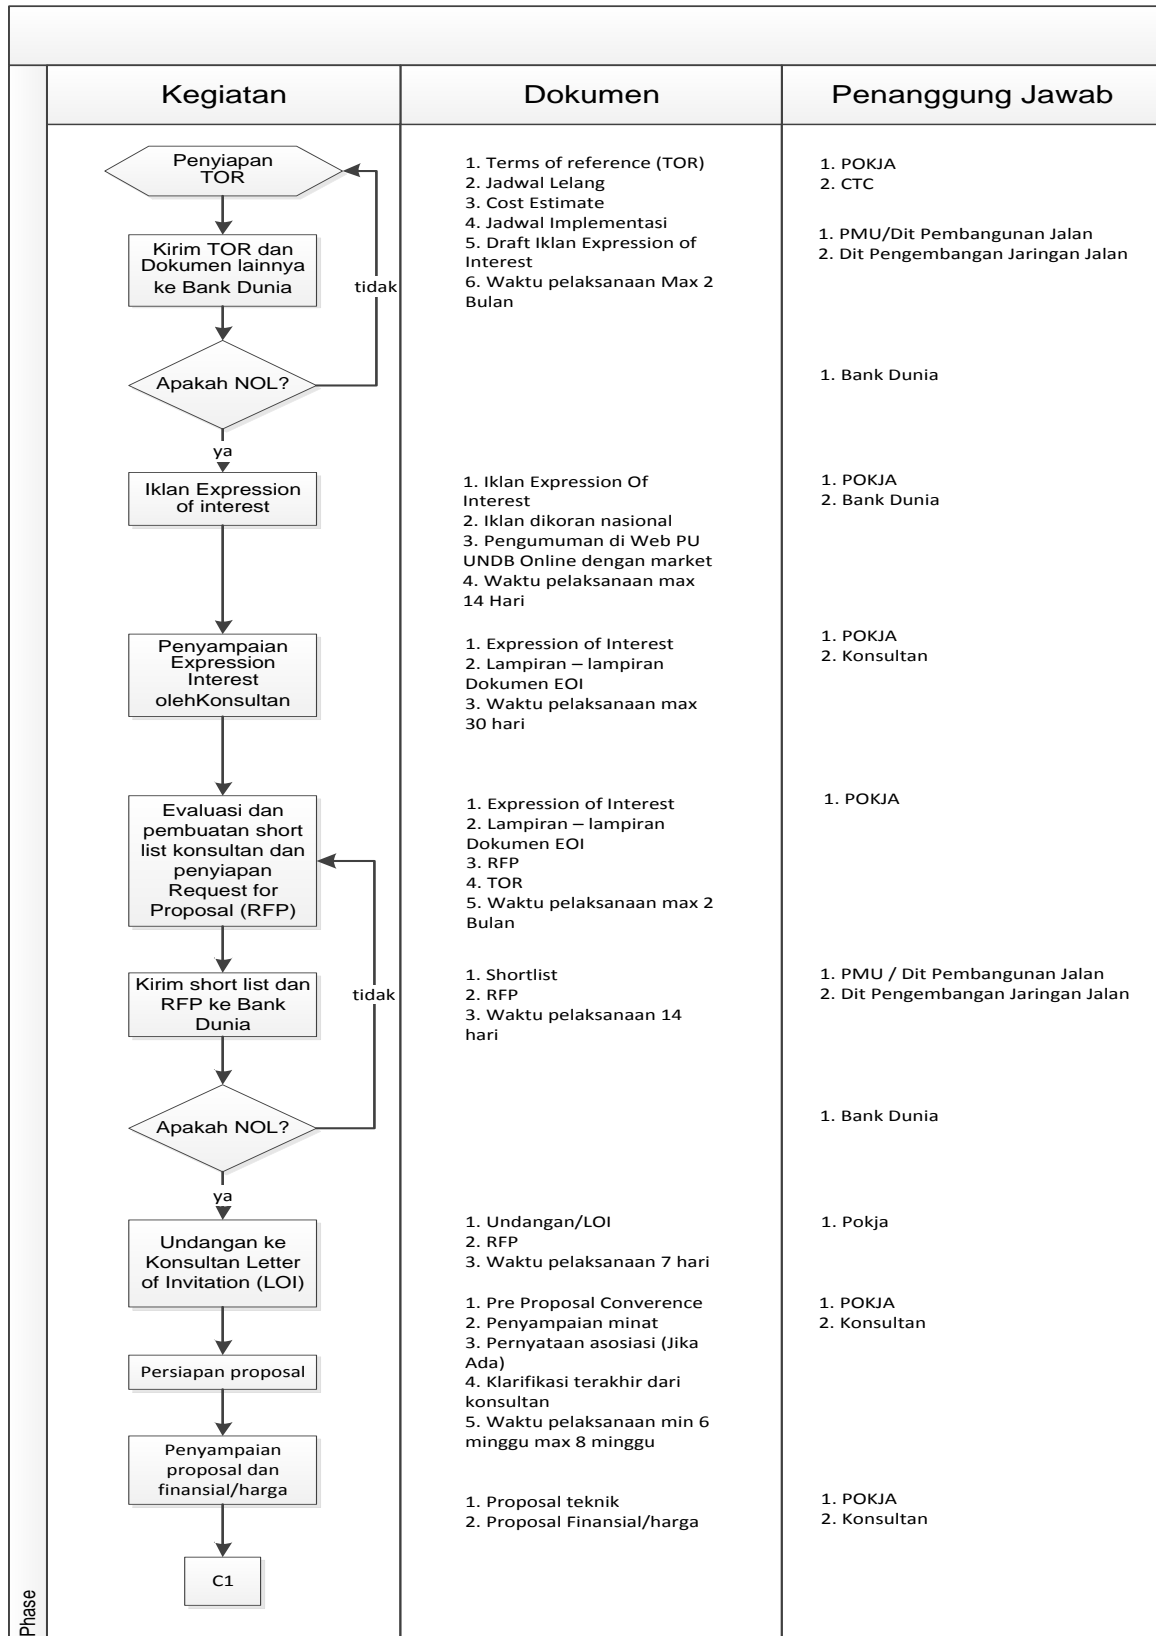 Kegiatan
Dokumen
Penanggung Jawab
Penyiapan
TOR
1. Terms of reference (TOR)
2. Jadwal Lelang
3. Cost Estimate
4. Jadwal Implementasi
5. Draft Iklan Expression of
Interest
6. Waktu pelaksanaan Max 2
Bulan
1. POKJA
2. CTC
Kirim TOR dan
Dokumen lainnya
ke Bank Dunia
1. PMU/Dit Pembangunan Jalan
2. Dit Pengembangan Jaringan Jalan
tidak
Apakah NOL?
1. Bank Dunia
ya
Iklan Expression
of interest
1. Iklan Expression Of
Interest
2. Iklan dikoran nasional
3. Pengumuman di Web PU
UNDB Online dengan market
4. Waktu pelaksanaan max
14 Hari
1. POKJA
2. Bank Dunia
Penyampaian
Expression
Interest
olehKonsultan
1. Expression of Interest
2. Lampiran – lampiran
Dokumen EOI
3. Waktu pelaksanaan max
30 hari
1. POKJA
2. Konsultan
Evaluasi dan
pembuatan short
list konsultan dan
penyiapan
Request for
Proposal (RFP)
1. Expression of Interest
2. Lampiran – lampiran
Dokumen EOI
3. RFP
4. TOR
5. Waktu pelaksanaan max 2
Bulan
1. POKJA
Kirim short list dan
RFP ke Bank
Dunia
tidak
1. Shortlist
2. RFP
3. Waktu pelaksanaan 14
hari
1. PMU / Dit Pembangunan Jalan
2. Dit Pengembangan Jaringan Jalan
Apakah NOL?
1. Bank Dunia
ya
Undangan ke
Konsultan Letter
of Invitation (LOI)
1. Undangan/LOI
2. RFP
3. Waktu pelaksanaan 7 hari
1. Pokja
Persiapan proposal
1. Pre Proposal Converence
2. Penyampaian minat
3. Pernyataan asosiasi (Jika
Ada)
4. Klarifikasi terakhir dari
konsultan
5. Waktu pelaksanaan min 6
minggu max 8 minggu
1. POKJA
2. Konsultan
Penyampaian
proposal dan
finansial/harga
1. Proposal teknik
2. Proposal Finansial/harga
1. POKJA
2. Konsultan
C1
Phase